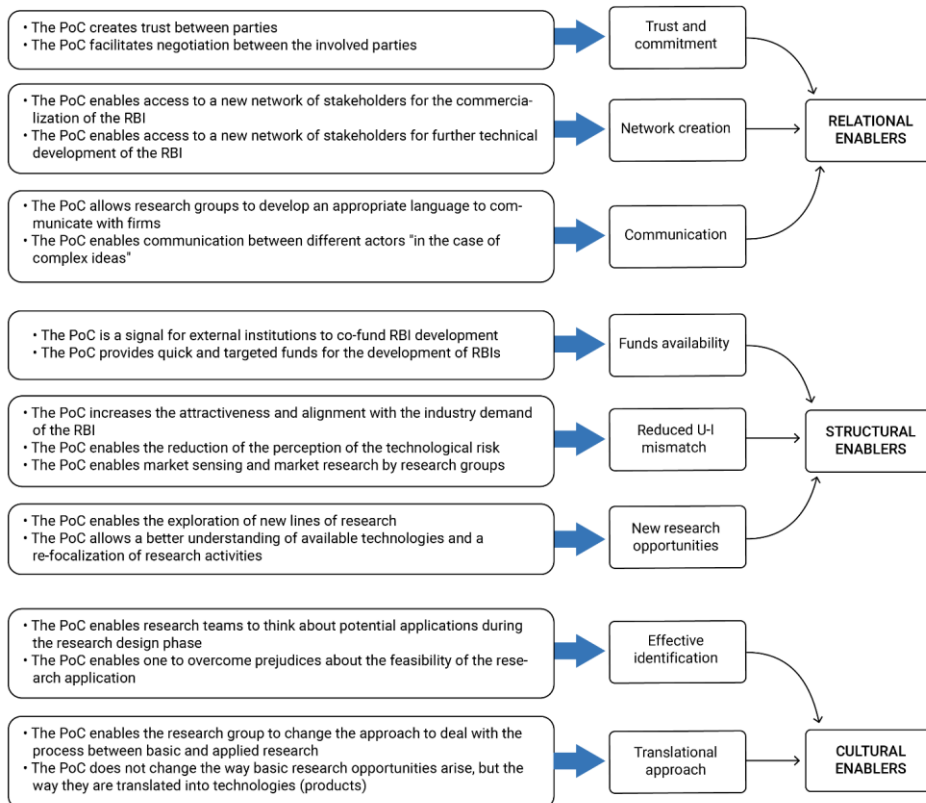 • The PoC creates trust between parties
• The PoC facilitates negotiation between the involved parties
Trust and
commitment
• The PoC enables access to a new network of stakeholders for the commercia-
lization of the RBI
• The PoC enables access to a new network of stakeholders for further technical
development of the RBI
Network creation
RELATIONAL
ENABLERS
• The PoC allows research groups to develop an appropriate language to com-
municate with firms
• The PoC enables communication between different actors "in the case of
complex ideas"
Communication
• The PoC is a signal for external institutions to co-fund RBI development
• The PoC provides quick and targeted funds for the development of RBIs
Funds availability
• The PoC increases the attractiveness and alignment with the industry demand
of the RBI
• The PoC enables the reduction of the perception of the technological risk
• The PoC enables market sensing and market research by research groups
Reduced U-I
mismatch
STRUCTURAL
ENABLERS
• The PoC enables the exploration of new lines of research
• The PoC allows a better understanding of available technologies and a
re-focalization of research activities
New research
opportunities
• The PoC enables research teams to think about potential applications during
the research design phase
• The PoC enables one to overcome prejudices about the feasibility of the rese-
arch application
Effective
identification
• The PoC enables the research group to change the approach to deal with the
process between basic and applied research
• The PoC does not change the way basic research opportunities arise, but the
way they are translated into technologies (products)
Translational
approach
CULTURAL
ENABLERS